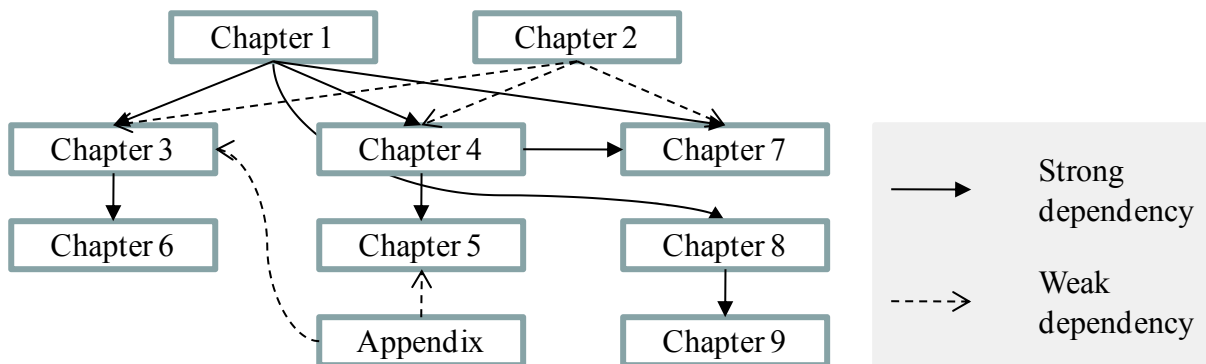 Chapter 1
Chapter 2
Chapter 3
Chapter 4
Chapter 7
Chapter 6
Chapter 5
Chapter 8
Appendix
Chapter 9
Strong
dependency
Weak
dependency